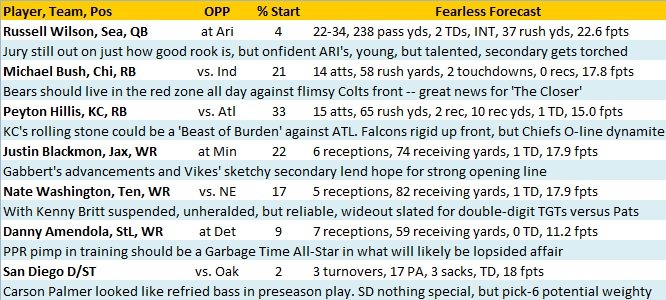 Player, Team, Pos OPP % Start Fearless Forecast
Russell Wilson, Sea, QB at Ari 4 22-34, 238 pass yds, 2 TDs, INT, 37 rush yds, 22.6 fpts
Jury still out on just how good rook is, but onfident ARI's, young, but talented, secondary gets torched
Michael Bush, Chi, RB vs. Ind 21 14 atts, 58 rush yards, 2 touchdowns, 0 recs, 17.8 fpts
Bears should live in the red zone all day against flimsy Colts front -- great news for 'The Closer'
Peyton Hillis, KC, RB vs. Atl 33 15 atts, 65 rush yds, 2 rec, 10 rec yds, 1 TD, 15.0 fpts
KC's rolling stone could be a 'Beast of Burden' against ATL. Falcons rigid up front, but Chiefs O-line dynamite
Justin Blackmon, Jax, WR at Min 22 6 receptions, 74 receiving yards, 1 TD, 17.9 fpts
Gabbert's advancements and Vikes' sketchy secondary lend hope for strong opening line
Nate Washington, Ten, WR vs. NE 17 5 receptions, 82 receiving yards, 1 TD, 17.9 fpts
With Kenny Britt suspended, unheralded, but reliable, wideout slated for double-digit TGTs versus Pats
Danny Amendola, StL, WR at Det 9 7 receptions, 59 receiving yards, 0 TD, 11.2 fpts
PPR pimp in training should be a Garbage Time All-Star in what will likely be lopsided affair
San Diego D/ST vs. Oak 2 3 turnovers, 17 PA, 3 sacks, TD, 18 fpts
Carson Palmer looked like refried bass in preseason play. SD nothing special, but pick-6 potential weighty